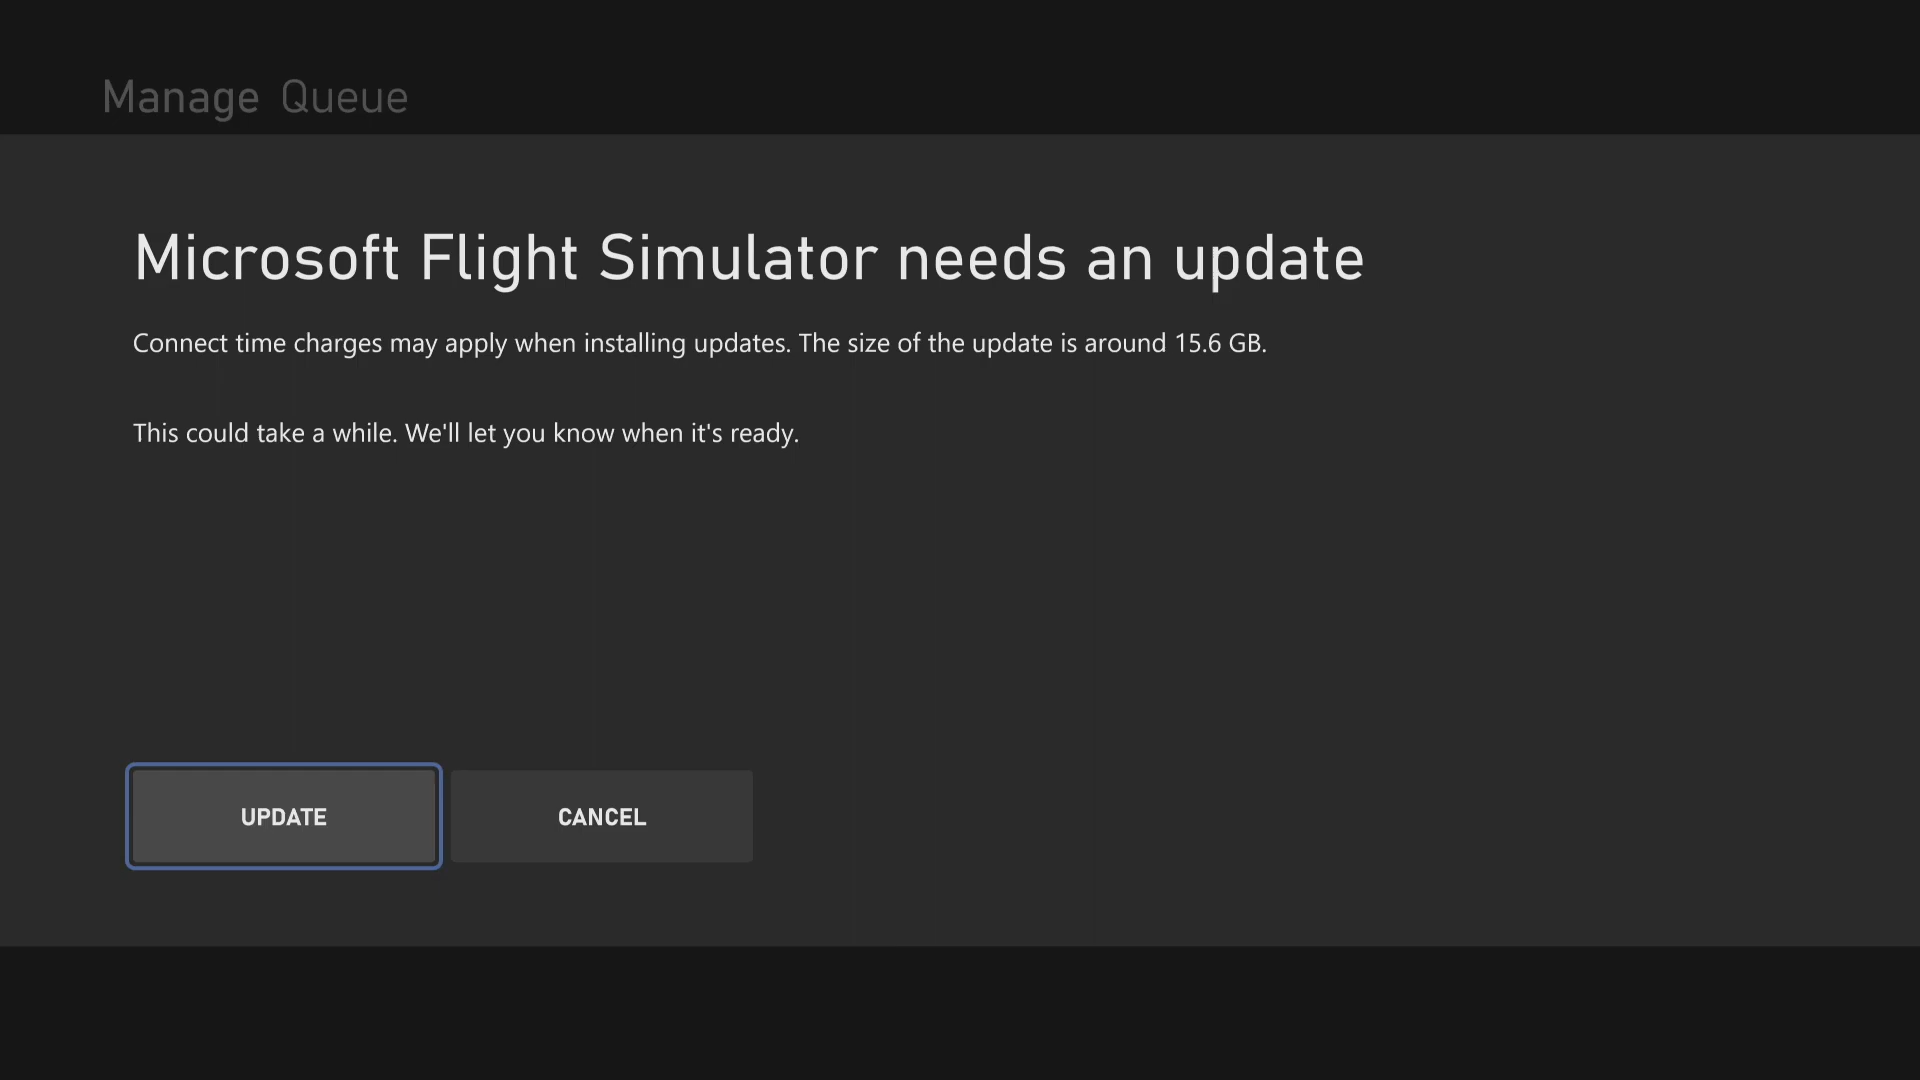 Manage Queue
Microsoft Flight Simulator needs an update
Connect time charges may apply when installing updates. The size of the update is around 15.6 GB.
This could take a while. We'll let you know when it's ready.
UPDATE
CANCEL